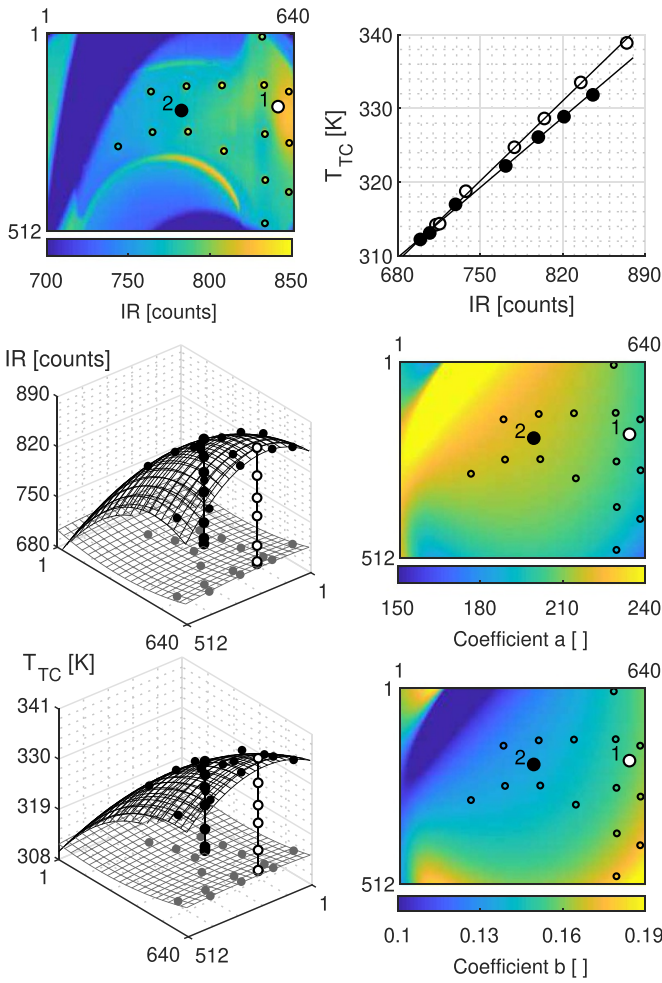 1 640
1
2 1
512
700 750 800 850
IR [counts]
340
330
320
310
T_TC [K]
680 750 820 890
IR [counts]
IR [counts]
890
820
750
680
1
640 512
1
1 640
1
2 1
512
150 180 210 240
Coefficient a [ ]
T_TC [K]
341
330
319
308
1
640 512
1
1 640
1
2 1
512
0.1 0.13 0.16 0.19
Coefficient b [ ]